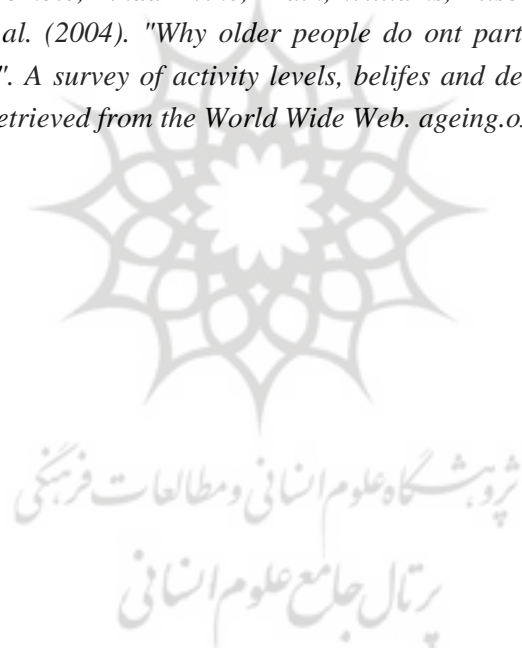 al. (2004). "Why older people do ont part
". A survey of activity levels, belifes and de
etrieved from the World Wide Web. ageing.o
پژوهشگاه علوم انسانی و مطالعات فرهنگی
پرتال جامع علوم انسانی